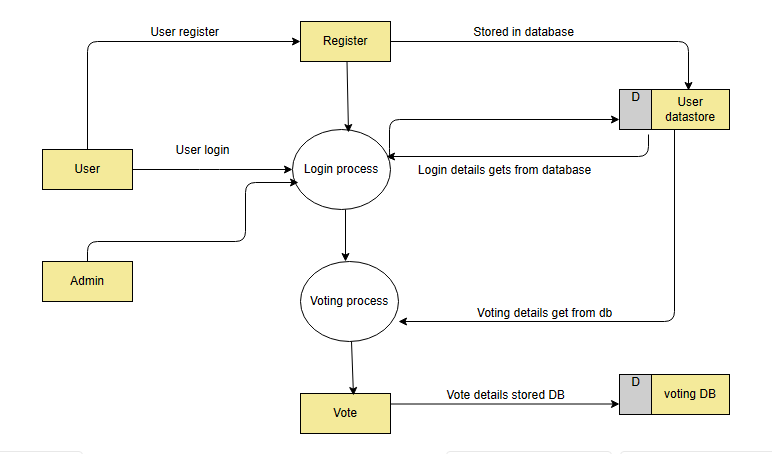 User register
Stored in database
Register
D
User
datastore
User login
User
Login process
Login details gets from database
Admin
Voting process
Voting details get from db
D
Vote details stored DB
voting DB
Vote